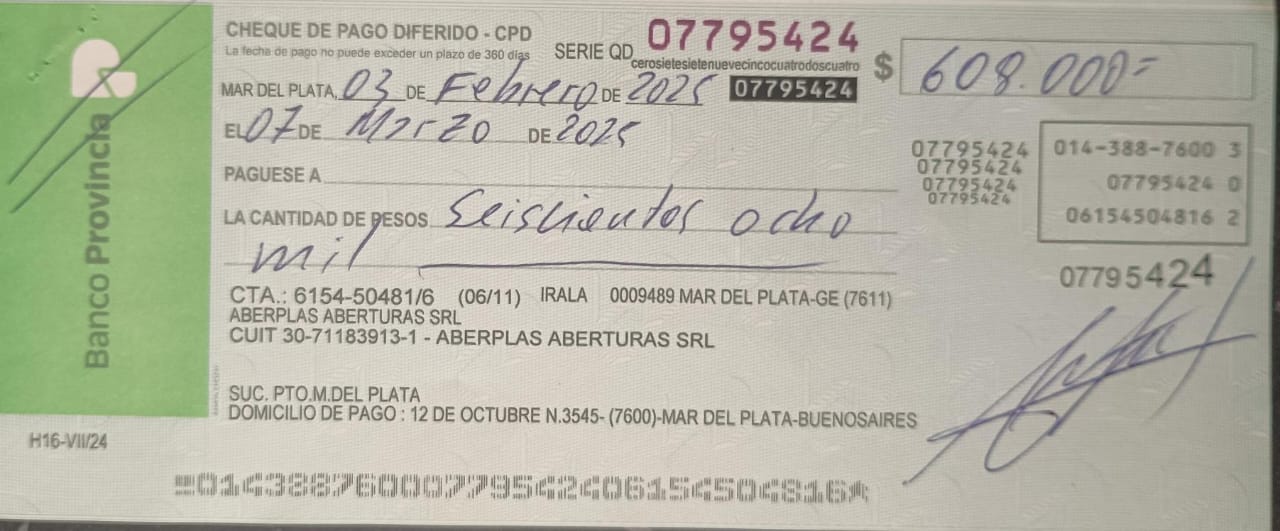 Banco Provincia
CHEQUE DE PAGO DIFERIDO - CPD
La fecha de pago no puede exceder un plazo de 360 días
SERIE QD 07795424
cerosietesietenuevecincocuatrodoscuatro
$ 608.000=
MAR DEL PLATA, 03 DE Febrero DE 2025 07795424
EL 07 DE Marzo DE 2025
PAGUESE A
LA CANTIDAD DE PESOS Seiscientos ocho
mil
07795424
07795424
07795424
07795424
014-388-7600 3
07795424 0
06154504816 2
07795424
CTA.: 6154-50481/6 (06/11) IRALA 0009489 MAR DEL PLATA-GE (7611)
ABERPLAS ABERTURAS SRL
CUIT 30-71183913-1 - ABERPLAS ABERTURAS SRL
SUC. PTO.M.DEL PLATA
DOMICILIO DE PAGO : 12 DE OCTUBRE N.3545- (7600)-MAR DEL PLATA-BUENOSAIRES
H16-VII/24
01438876000779542406154504816